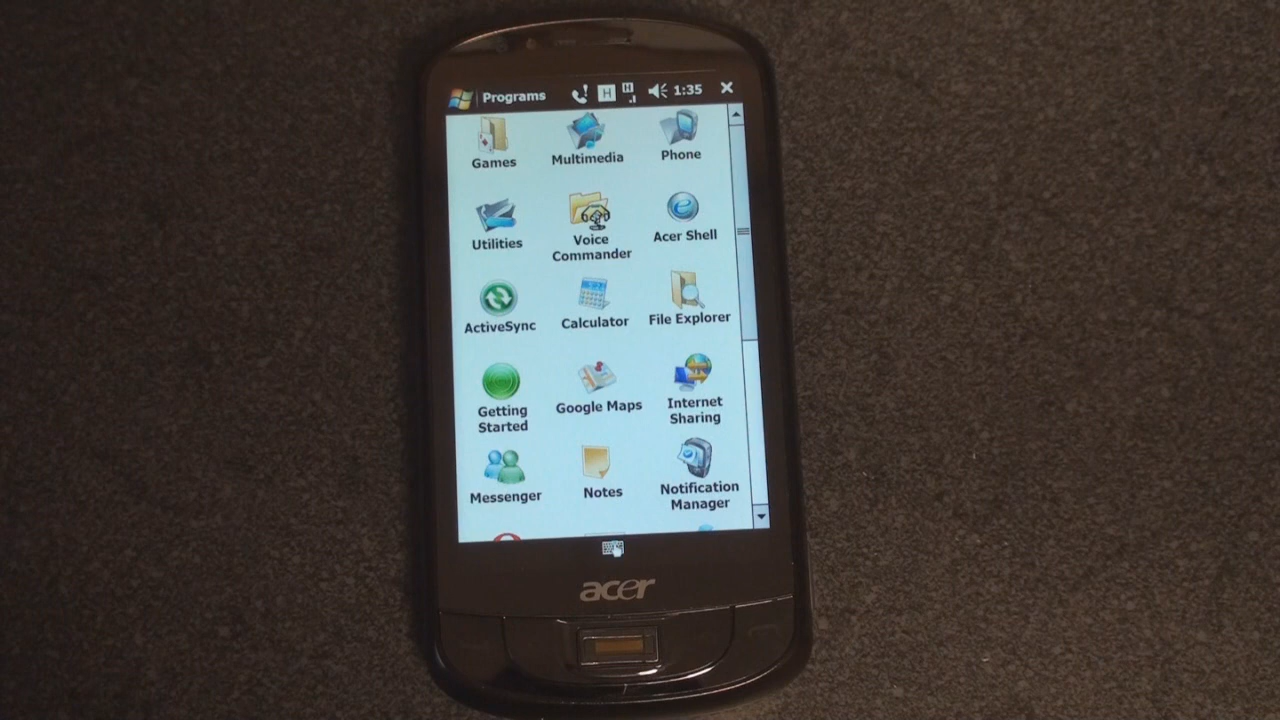 Programs H H 1:35
Games Multimedia Phone
Utilities Voice Commander Acer Shell
ActiveSync Calculator File Explorer
Getting Started Google Maps Internet Sharing
Messenger Notes Notification Manager
acer